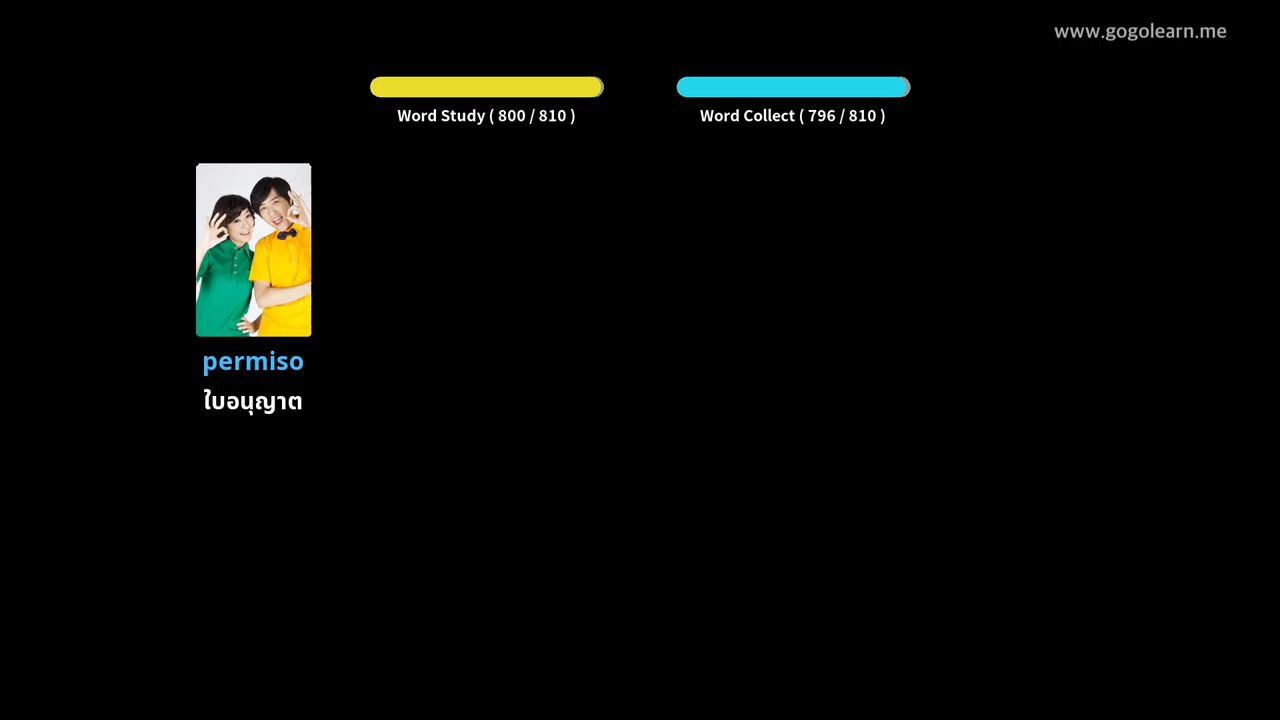 www.gogolearn.me
Word Study ( 800 / 810 )
Word Collect ( 796 / 810 )
permiso
ใบอนุญาต